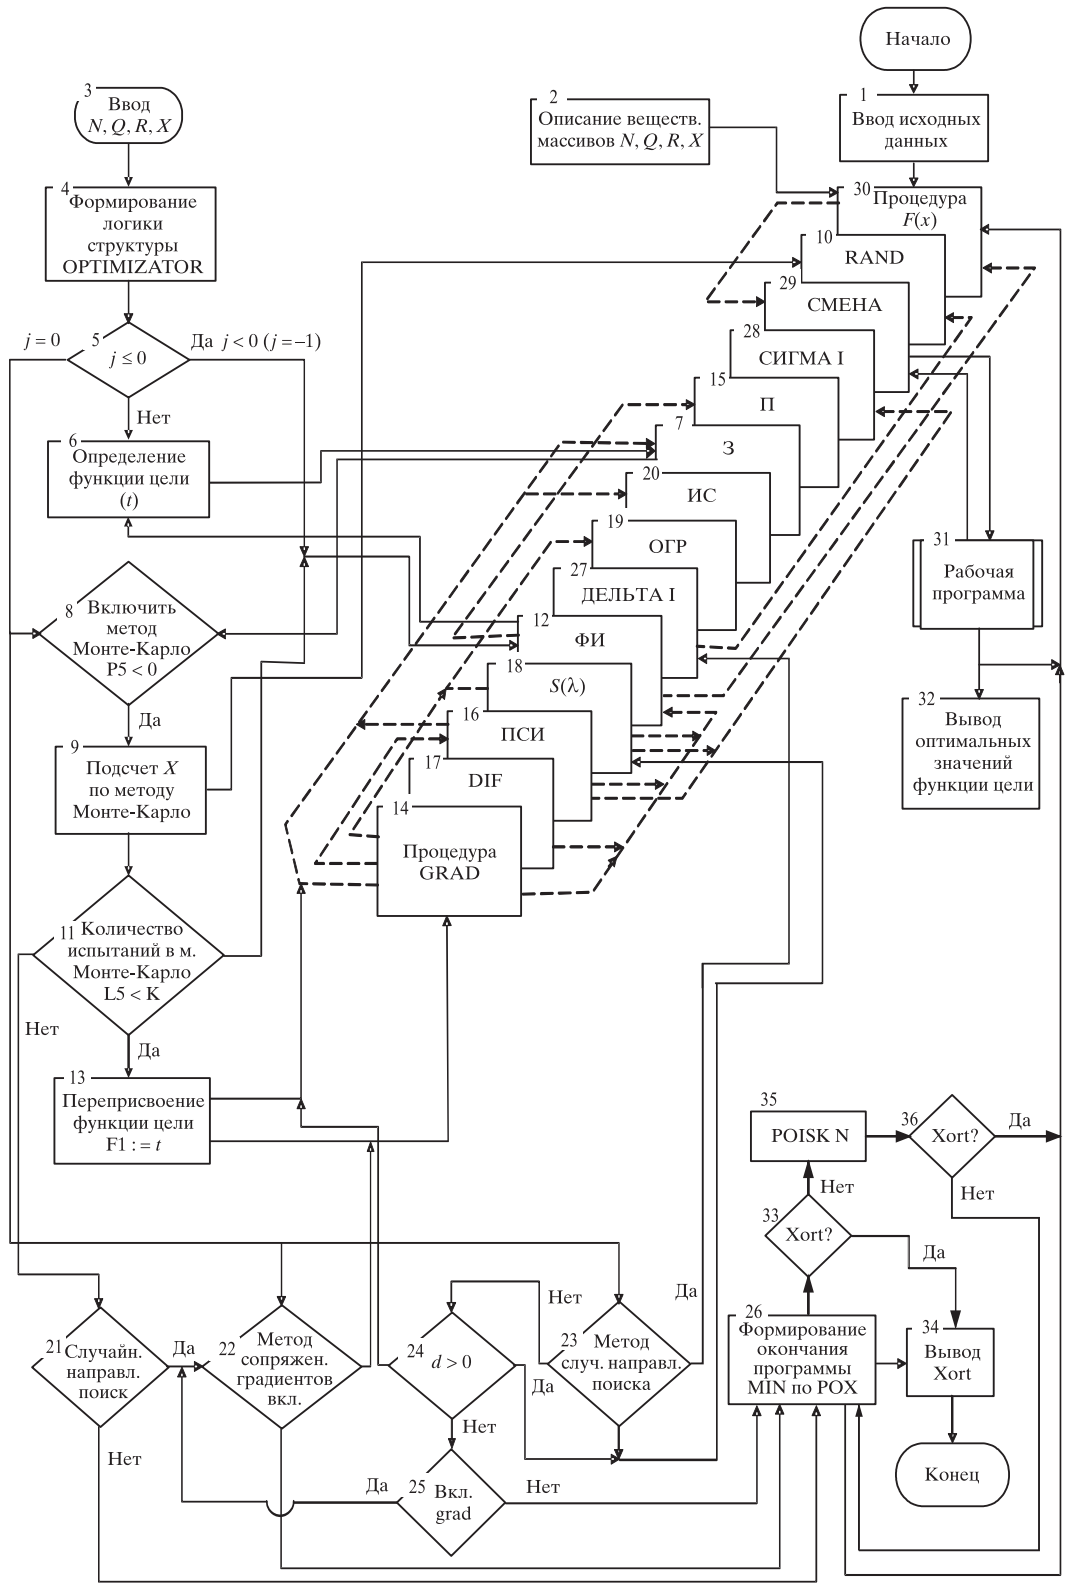 Начало
1
Ввод исходных
данных
2
Описание веществ.
массивов N, Q, R, X
3
Ввод
N, Q, R, X
4
Формирование
логики
структуры
OPTIMIZATOR
j = 0
5
j ≤ 0
Да j < 0 (j = –1)
Нет
6
Определение
функции цели
(t)
8
Включить
метод
Монте-Карло
P5 < 0
Да
9
Подсчет X
по методу
Монте-Карло
11
Количество
испытаний в м.
Монте-Карло
L5 < K
Нет
Да
13
Переприсвоение
функции цели
F1 : = t
30
Процедура
F(x)
10
RAND
29
СМЕНА
28
СИГМА I
15
П
7
З
20
ИС
19
ОГР
27
ДЕЛЬТА I
12
ФИ
18
S(λ)
16
ПСИ
17
DIF
14
Процедура
GRAD
31
Рабочая
программа
32
Вывод
оптимальных
значений
функции цели
35
POISK N
36
Xort?
Да
Нет
Нет
33
Xort?
Да
21
Случайн.
направл.
поиск
Да
Нет
22
Метод
сопряжен.
градиентов
вкл.
24
d > 0
Да
Нет
Нет
23
Метод
случ. направл.
поиска
Да
25
Вкл.
grad
Да
Нет
26
Формирование
окончания
программы
MIN по POX
34
Вывод
Xort
Конец